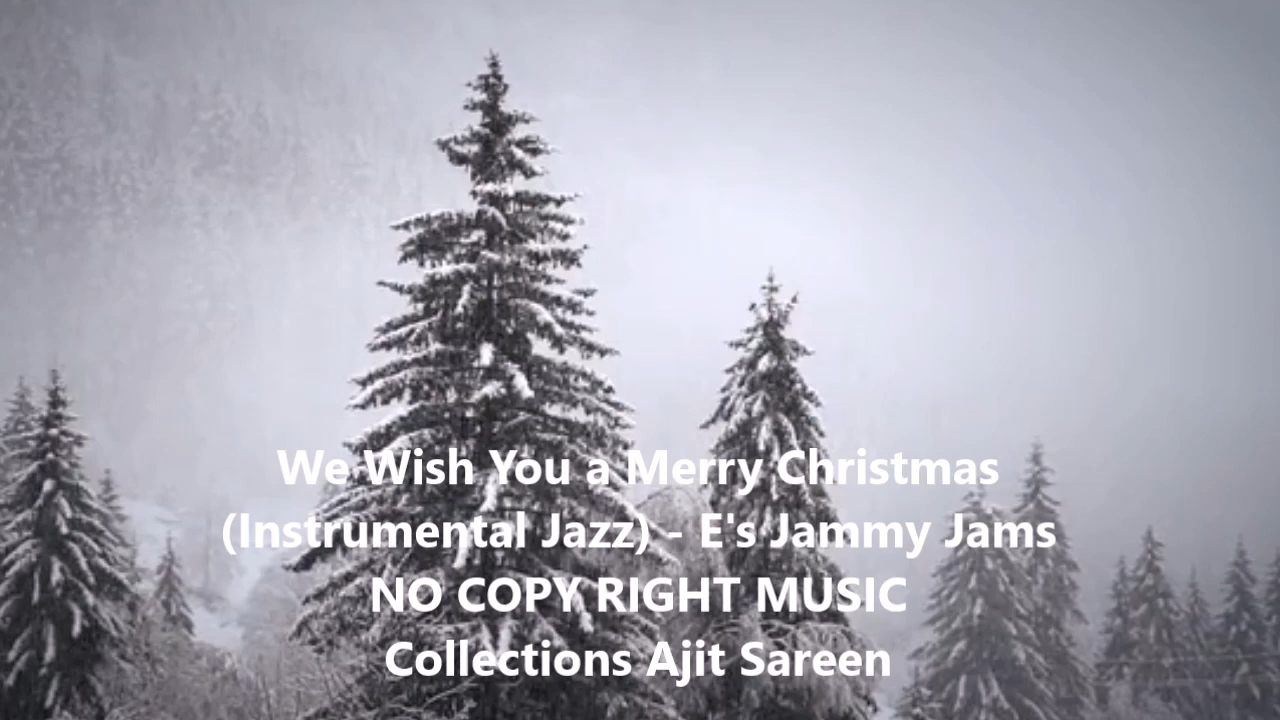 We Wish You a Merry Christmas
(Instrumental Jazz) - E's Jammy Jams
NO COPY RIGHT MUSIC
Collections Ajit Sareen